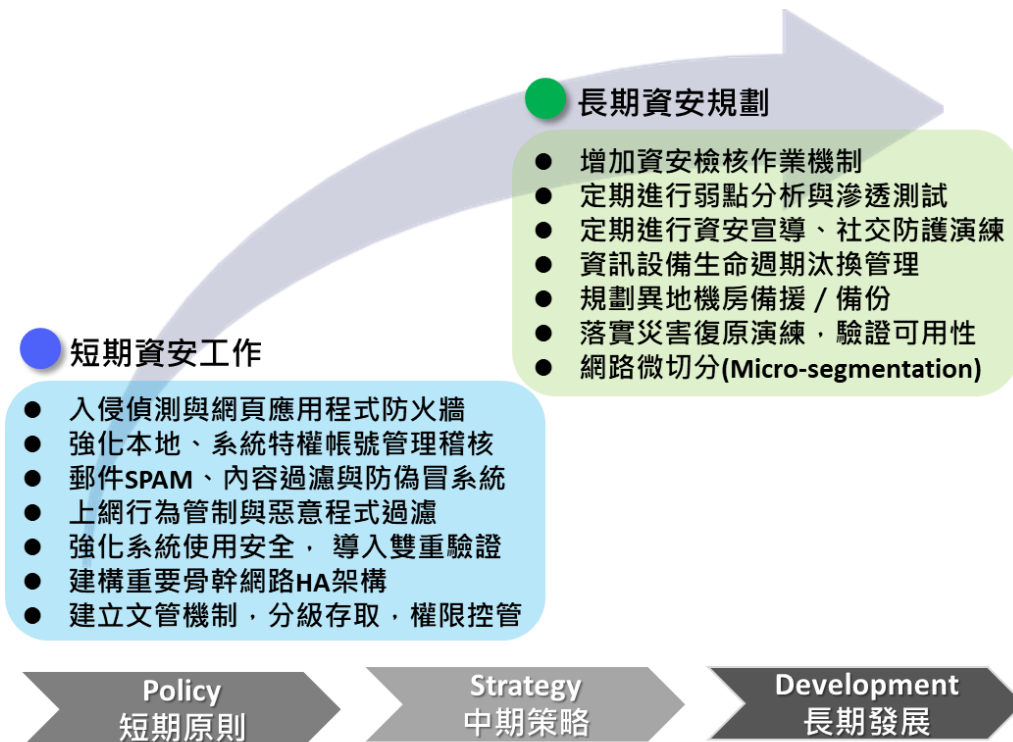 長期資安規劃
● 增加資安檢核作業機制
● 定期進行弱點分析與滲透測試
● 定期進行資安宣導、社交防護演練
● 資訊設備生命週期汰換管理
● 規劃異地機房備援 / 備份
● 落實災害復原演練，驗證可用性
● 網路微切分(Micro-segmentation)
短期資安工作
● 入侵偵測與網頁應用程式防火牆
● 強化本地、系統特權帳號管理稽核
● 郵件SPAM、內容過濾與防偽冒系統
● 上網行為管制與惡意程式過濾
● 強化系統使用安全， 導入雙重驗證
● 建構重要骨幹網路HA架構
● 建立文管機制，分級存取，權限控管
Policy
短期原則
Strategy
中期策略
Development
長期發展